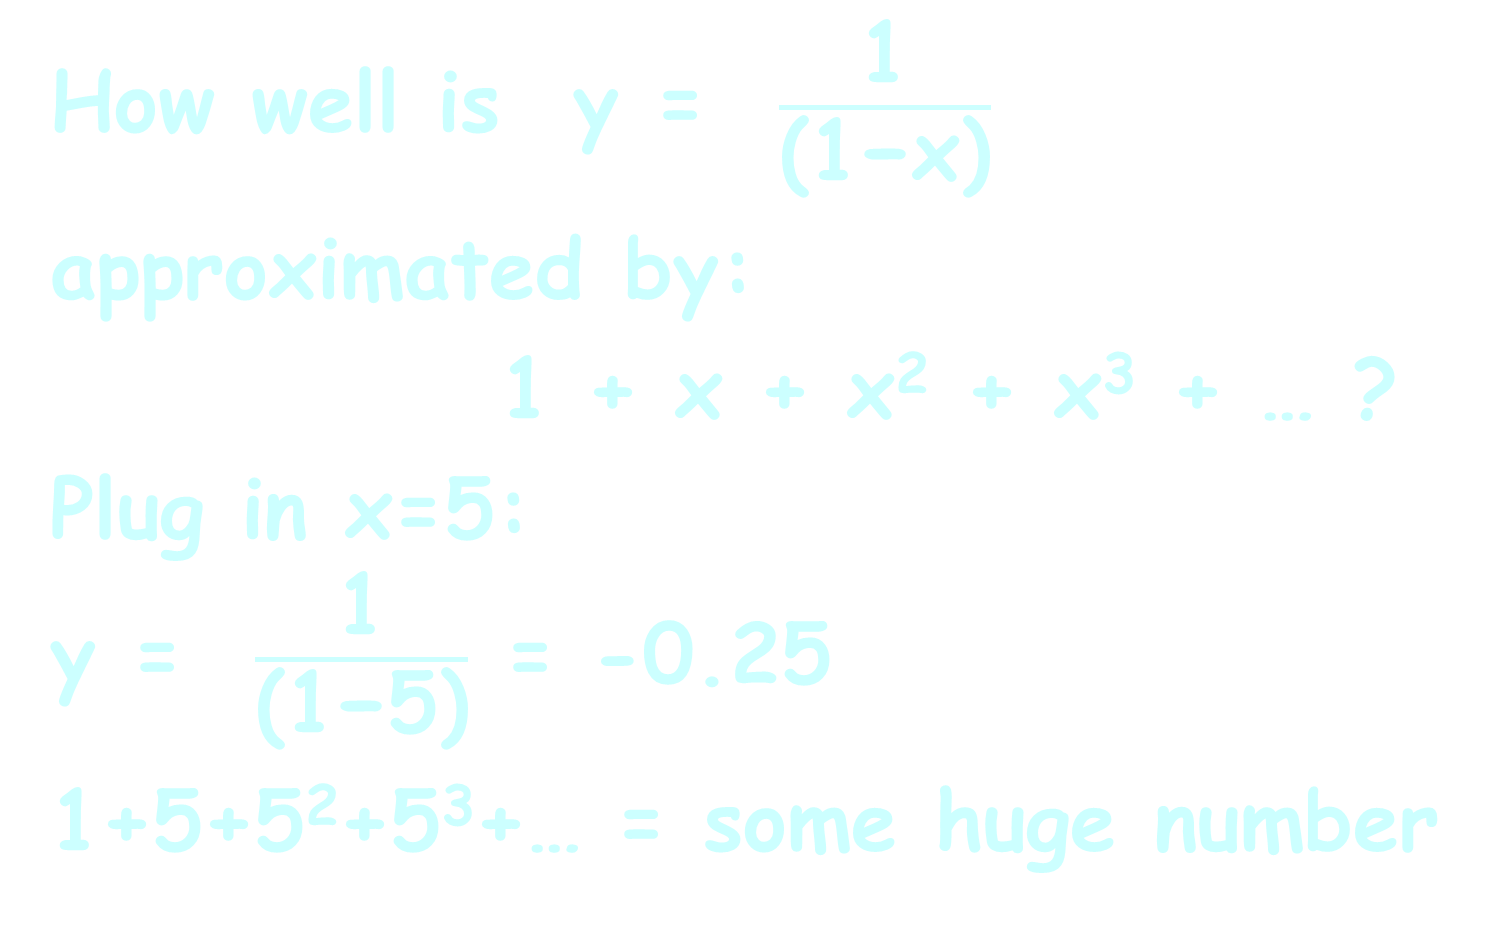 How well is y = 1/(1-x)
approximated by:
1 + x + x² + x³ + … ?
Plug in x=5:
y = 1/(1-5) = -0.25
1+5+5²+5³+… = some huge number